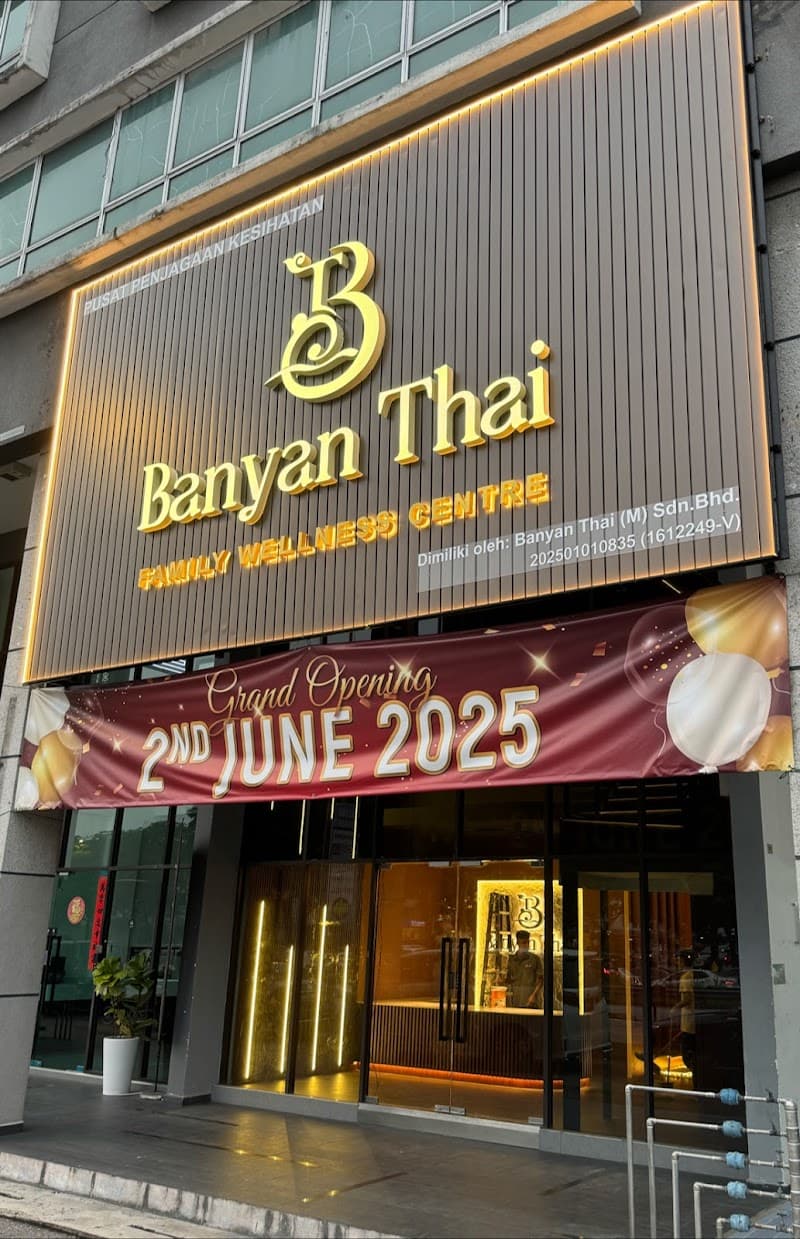 PUSAT PENJAGAAN KESIHATAN
Banyan Thai
FAMILY WELLNESS CENTRE
Dimiliki oleh: Banyan Thai (M) Sdn.Bhd.
202501010835 (1612249-V)
Grand Opening
2ND JUNE 2025